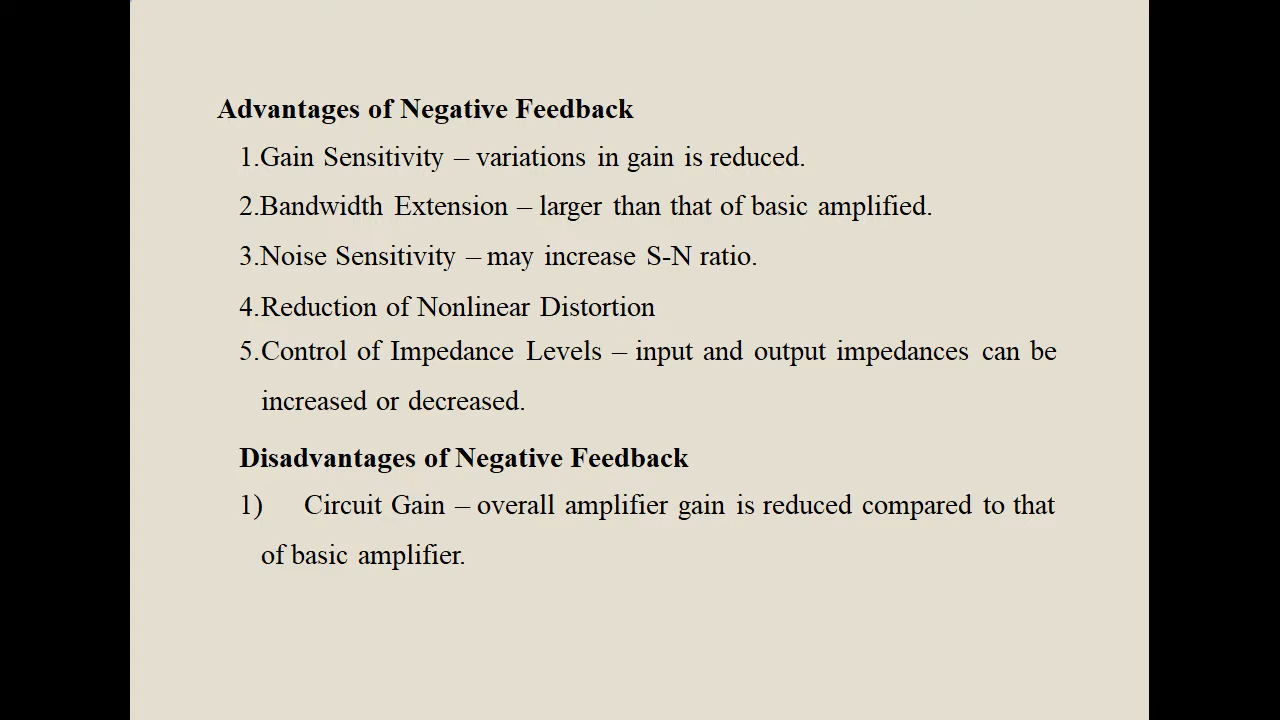 Advantages of Negative Feedback
1.Gain Sensitivity – variations in gain is reduced.
2.Bandwidth Extension – larger than that of basic amplified.
3.Noise Sensitivity – may increase S-N ratio.
4.Reduction of Nonlinear Distortion
5.Control of Impedance Levels – input and output impedances can be
increased or decreased.
Disadvantages of Negative Feedback
1) Circuit Gain – overall amplifier gain is reduced compared to that
of basic amplifier.